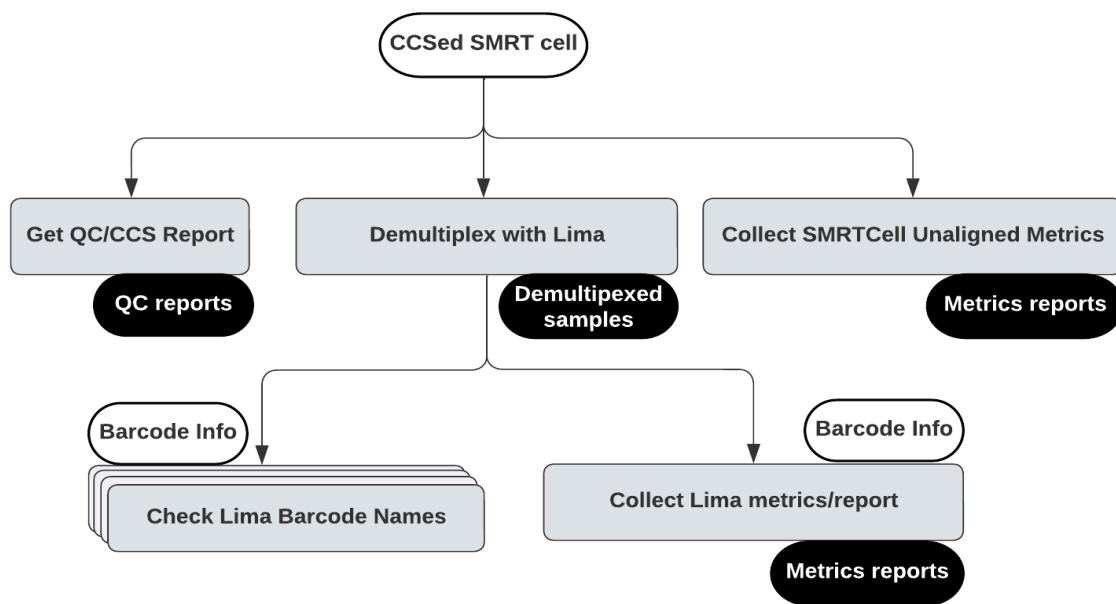 CCSed SMRT cell
Get QC/CCS Report
Demultiplex with Lima
Collect SMRTCell Unaligned Metrics
QC reports
Demultipexed
samples
Metrics reports
Barcode Info
Barcode Info
Check Lima Barcode Names
Collect Lima metrics/report
Metrics reports